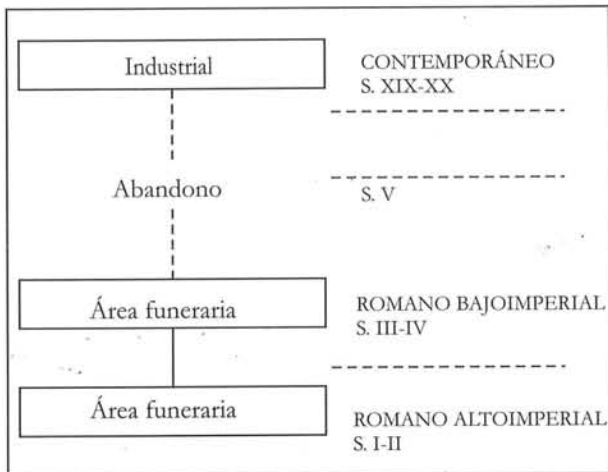 Industrial
CONTEMPORÁNEO
S. XIX-XX
Abandono
S. V
Área funeraria
ROMANO BAJOIMPERIAL
S. III-IV
Área funeraria
ROMANO ALTOIMPERIAL
S. I-II